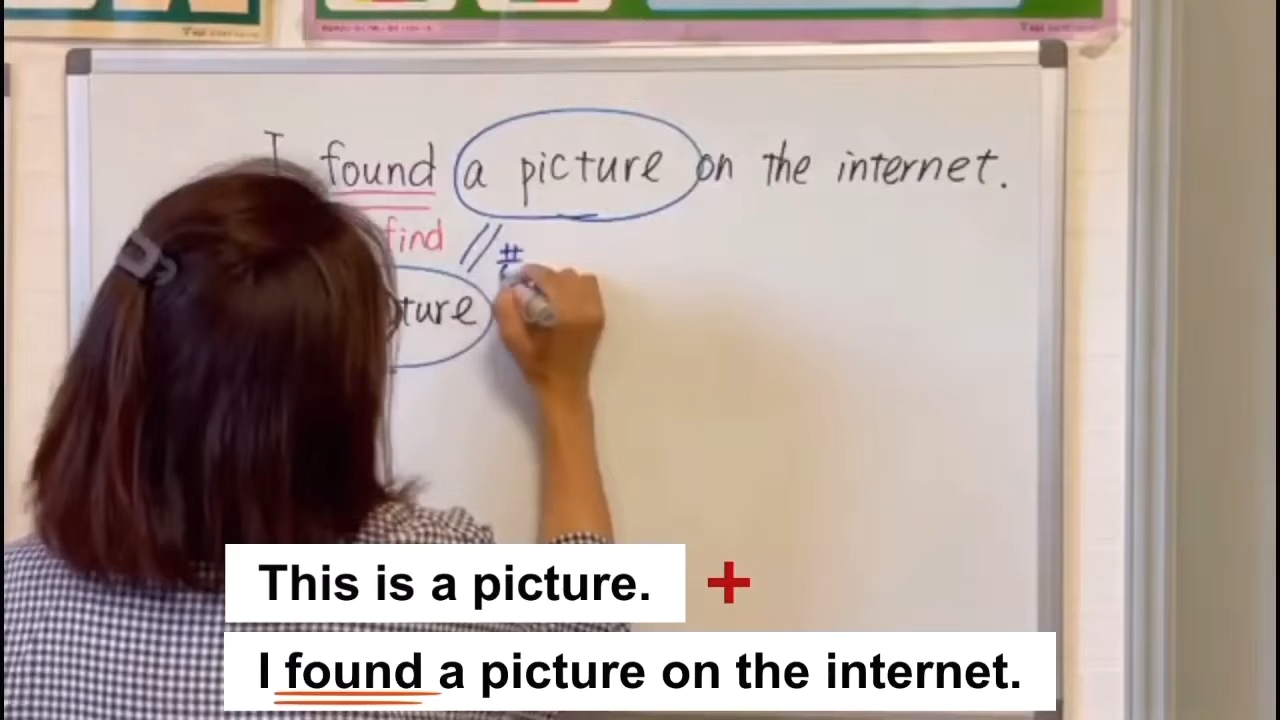 I found a picture on the internet.
find
ture
This is a picture. +
I found a picture on the internet.